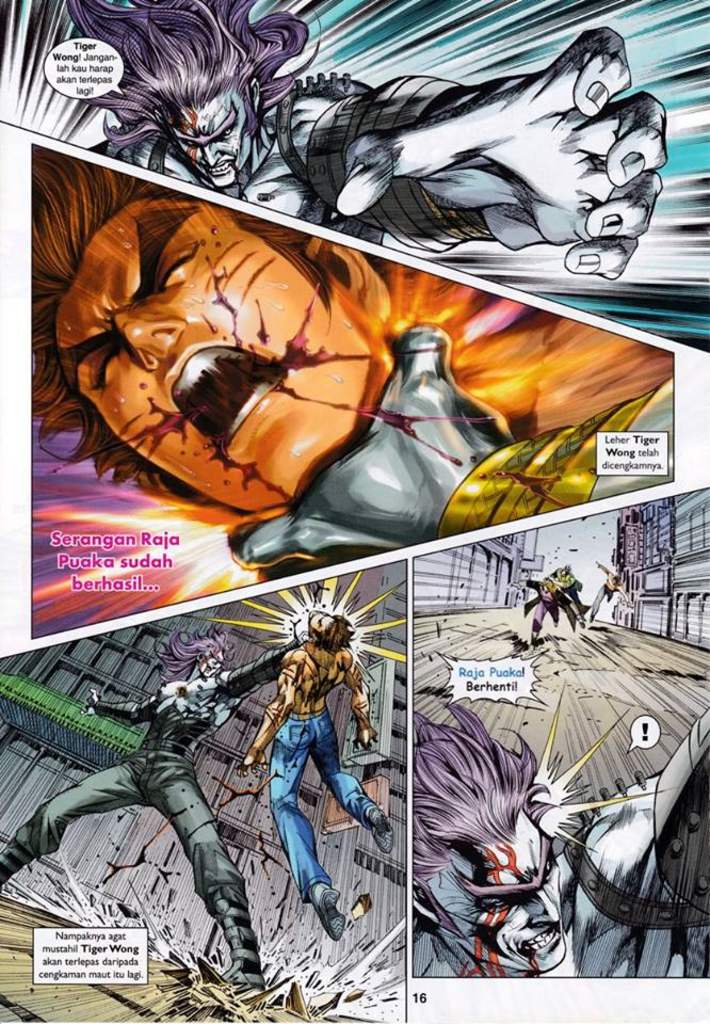 Tiger
Wong! Jangan-
lah kau harap
akan terlepas
lagi!
Leher Tiger
Wong telah
dicengkamnya.
Serangan Raja
Puaka sudah
berhasil...
Raja Puaka!
Berhenti!
!
Nampaknya agat
mustahil Tiger Wong
akan terlepas daripada
cengkaman maut itu lagi.
16